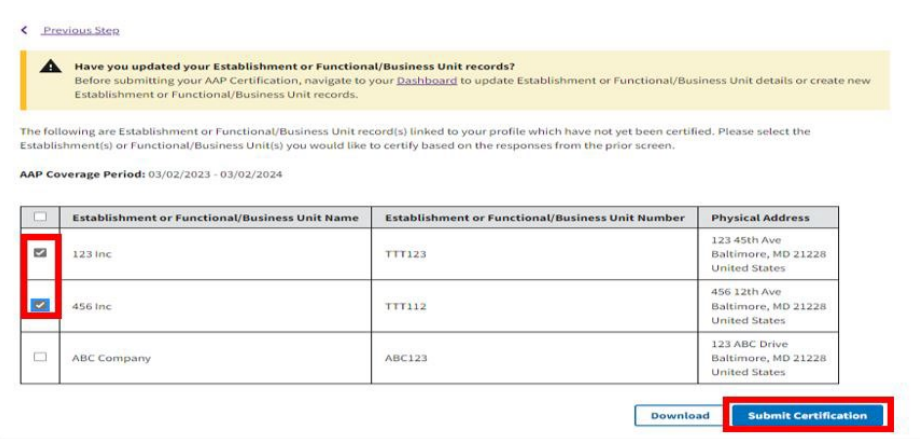 Previous Step
Have you updated your Establishment or Functional/Business Unit records?
Before submitting your AAP Certification, navigate to your Dashboard to update Establishment or Functional/Business Unit details or create new
Establishment or Functional/Business Unit records.
The following are Establishment or Functional/Business Unit record(s) linked to your profile which have not yet been certified. Please select the
Establishment(s) or Functional/Business Unit(s) you would like to certify based on the responses from the prior screen.
AAP Coverage Period: 03/02/2023 - 03/02/2024
Establishment or Functional/Business Unit Name Establishment or Functional/Business Unit Number Physical Address
123 Inc TTT123 123 45th Ave
Baltimore, MD 21228
United States
456 Inc TTT112 456 12th Ave
Baltimore, MD 21228
United States
ABC Company ABC123 123 ABC Drive
Baltimore, MD 21228
United States
Download Submit Certification